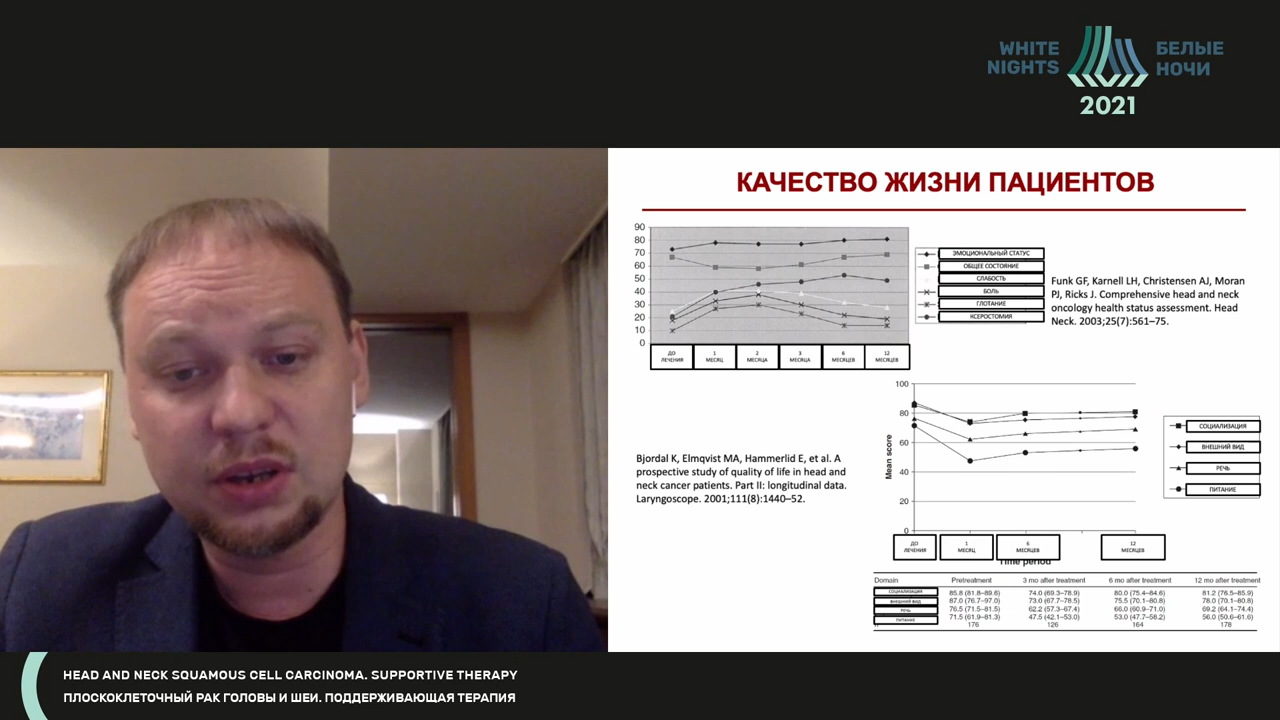 WHITE
NIGHTS
БЕЛЫЕ
НОЧИ
2021
КАЧЕСТВО ЖИЗНИ ПАЦИЕНТОВ
90
80
70
60
50
40
30
20
10
0
ДО
ЛЕЧЕНИЯ
1
МЕСЯЦ
2
МЕСЯЦА
3
МЕСЯЦА
6
МЕСЯЦЕВ
12
МЕСЯЦЕВ
ЭМОЦИОНАЛЬНЫЙ СТАТУС
ОБЩЕЕ СОСТОЯНИЕ
СЛАБОСТЬ
БОЛЬ
ГЛОТАНИЕ
КСЕРОСТОМИЯ
Funk GF, Karnell LH, Christensen AJ, Moran
PJ, Ricks J. Comprehensive head and neck
oncology health status assessment. Head
Neck. 2003;25(7):561–75.
Bjordal K, Elmqvist MA, Hammerlid E, et al. A
prospective study of quality of life in head and
neck cancer patients. Part II: longitudinal data.
Laryngoscope. 2001;111(8):1440–52.
Mean score
100
80
60
40
20
0
ДО
ЛЕЧЕНИЯ
1
МЕСЯЦ
6
МЕСЯЦЕВ
12
МЕСЯЦЕВ
Time period
СОЦИАЛИЗАЦИЯ
ВНЕШНИЙ ВИД
РЕЧЬ
ПИТАНИЕ
Domain Pretreatment 3 mo after treatment 6 mo after treatment 12 mo after treatment
СОЦИАЛИЗАЦИЯ 85.8 (81.8–89.6) 74.0 (69.3–78.9) 80.0 (75.4–84.6) 81.2 (76.5–85.9)
ВНЕШНИЙ ВИД 87.0 (76.7–97.0) 73.0 (67.7–78.5) 75.5 (70.1–80.8) 78.0 (70.1–80.8)
РЕЧЬ 76.5 (71.5–81.5) 62.2 (57.3–67.4) 66.0 (60.9–71.0) 69.2 (64.1–74.4)
ПИТАНИЕ 71.5 (61.9–81.3) 47.5 (42.1–53.0) 53.0 (47.7–58.2) 56.0 (50.6–61.6)
176 126 164 178
HEAD AND NECK SQUAMOUS CELL CARCINOMA. SUPPORTIVE THERAPY
ПЛОСКОКЛЕТОЧНЫЙ РАК ГОЛОВЫ И ШЕИ. ПОДДЕРЖИВАЮЩАЯ ТЕРАПИЯ